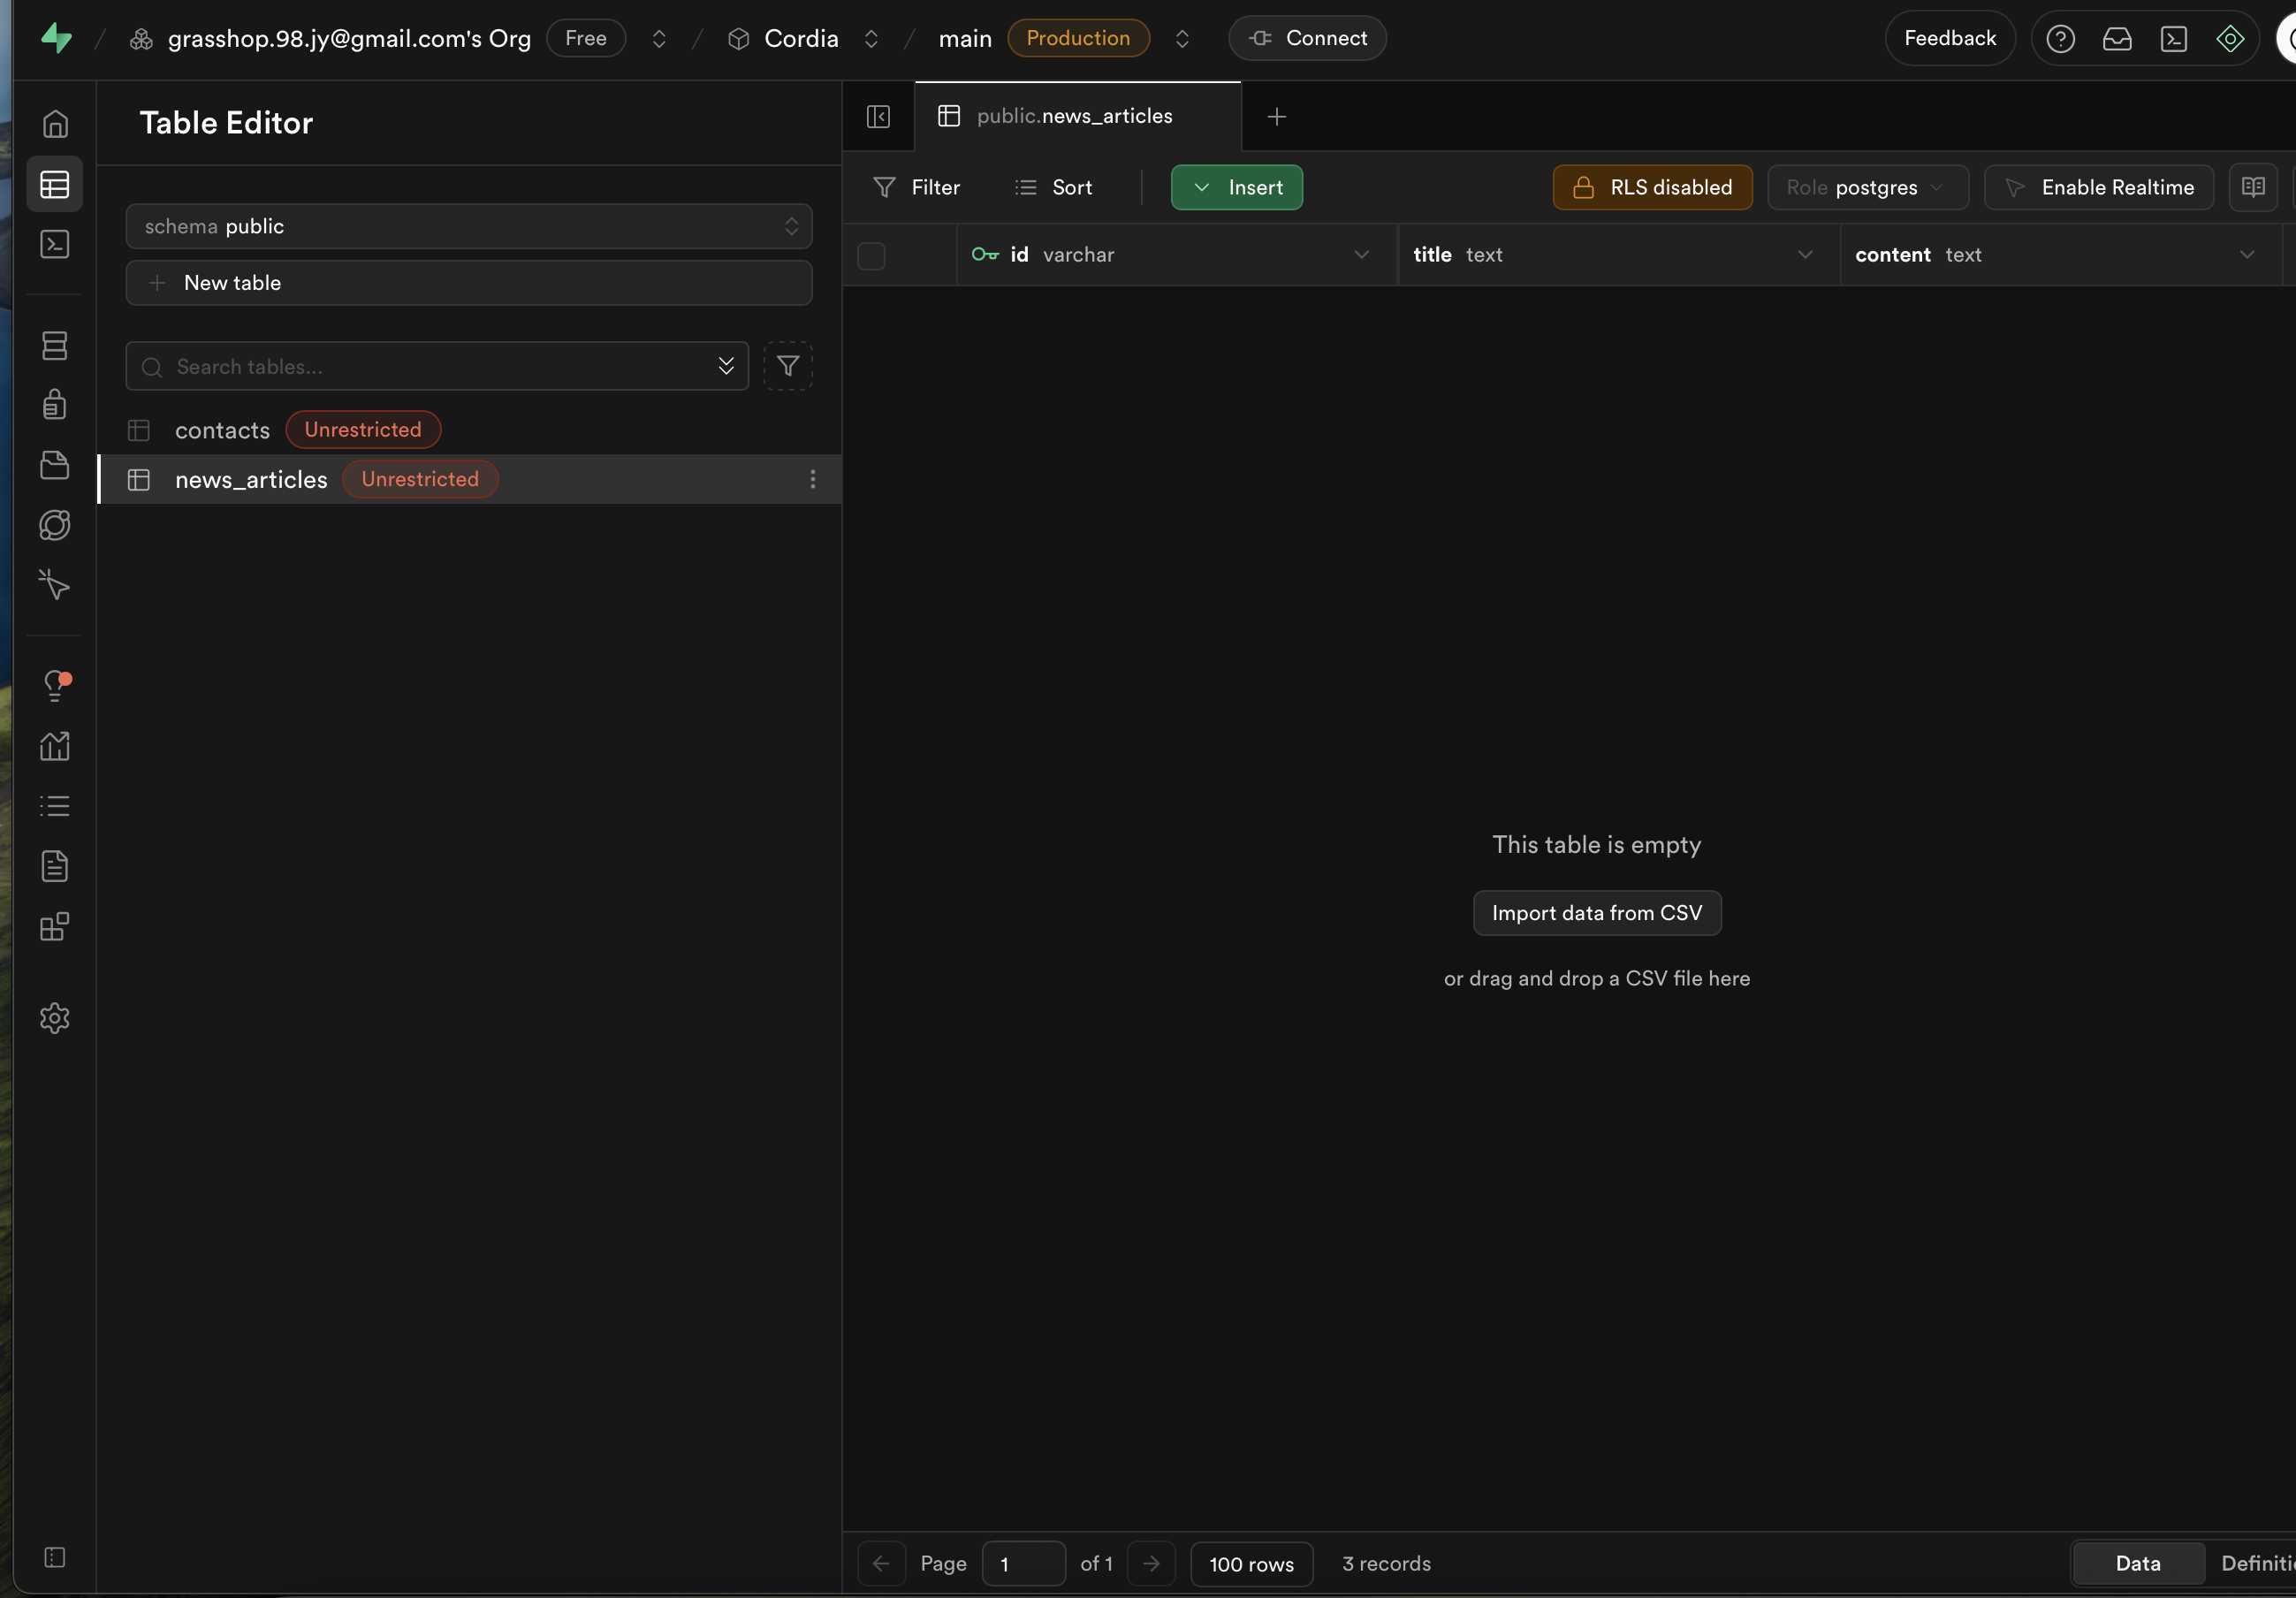 grasshop.98.jy@gmail.com's Org Free Cordia main Production Connect Feedback
Table Editor
schema public
New table
Search tables...
contacts Unrestricted
news_articles Unrestricted
public.news_articles
Filter Sort Insert RLS disabled Role postgres Enable Realtime
id varchar title text content text
This table is empty
Import data from CSV
or drag and drop a CSV file here
Page 1 of 1 100 rows 3 records Data Definiti